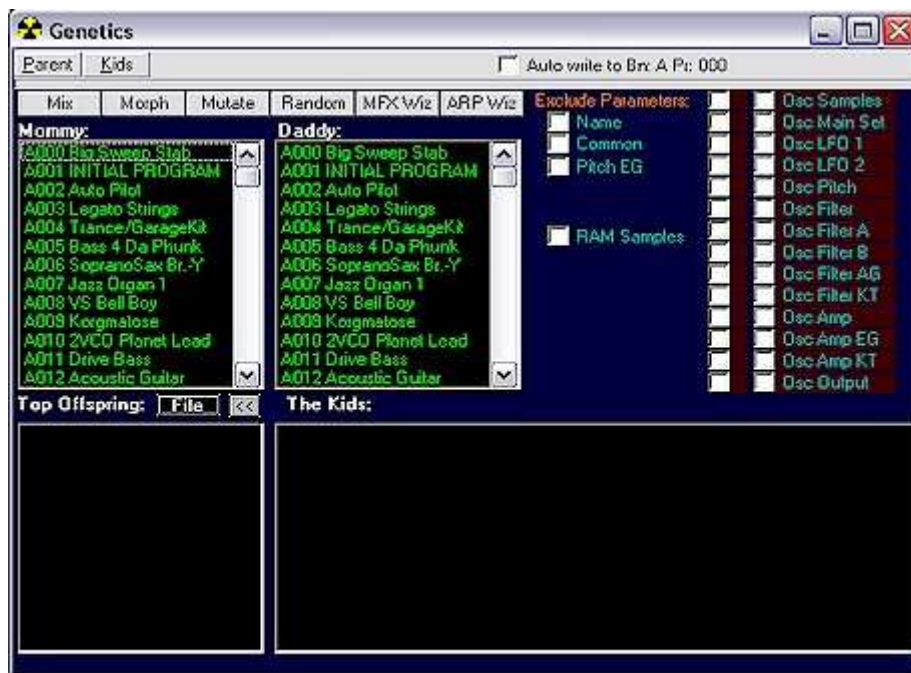 Genetics
Parent Kids
Auto write to Bn: A Pr: 000
Mix Morph Mutate Random MFX Wiz ARP Wiz
Mommy:
A000 Big Sweep Stab
A001 INITIAL PROGRAM
A002 Auto Pilot
A003 Legato Strings
A004 Trance/GarageKit
A005 Bass 4 Da Phunk
A006 SopranoSax Br.-Y
A007 Jazz Organ 1
A008 VS Bell Boy
A009 Korgmatose
A010 2VCO Planet Lead
A011 Drive Bass
A012 Acoustic Guitar
Daddy:
A000 Big Sweep Stab
A001 INITIAL PROGRAM
A002 Auto Pilot
A003 Legato Strings
A004 Trance/GarageKit
A005 Bass 4 Da Phunk
A006 SopranoSax Br.-Y
A007 Jazz Organ 1
A008 VS Bell Boy
A009 Korgmatose
A010 2VCO Planet Lead
A011 Drive Bass
A012 Acoustic Guitar
Exclude Parameters:
Name
Common
Pitch EG
RAM Samples
Osc Samples
Osc Main Set
Osc LFO 1
Osc LFO 2
Osc Pitch
Osc Filter
Osc Filter A
Osc Filter B
Osc Filter AG
Osc Filter KT
Osc Amp
Osc Amp EG
Osc Amp KT
Osc Output
Top Offspring: File <<
The Kids: